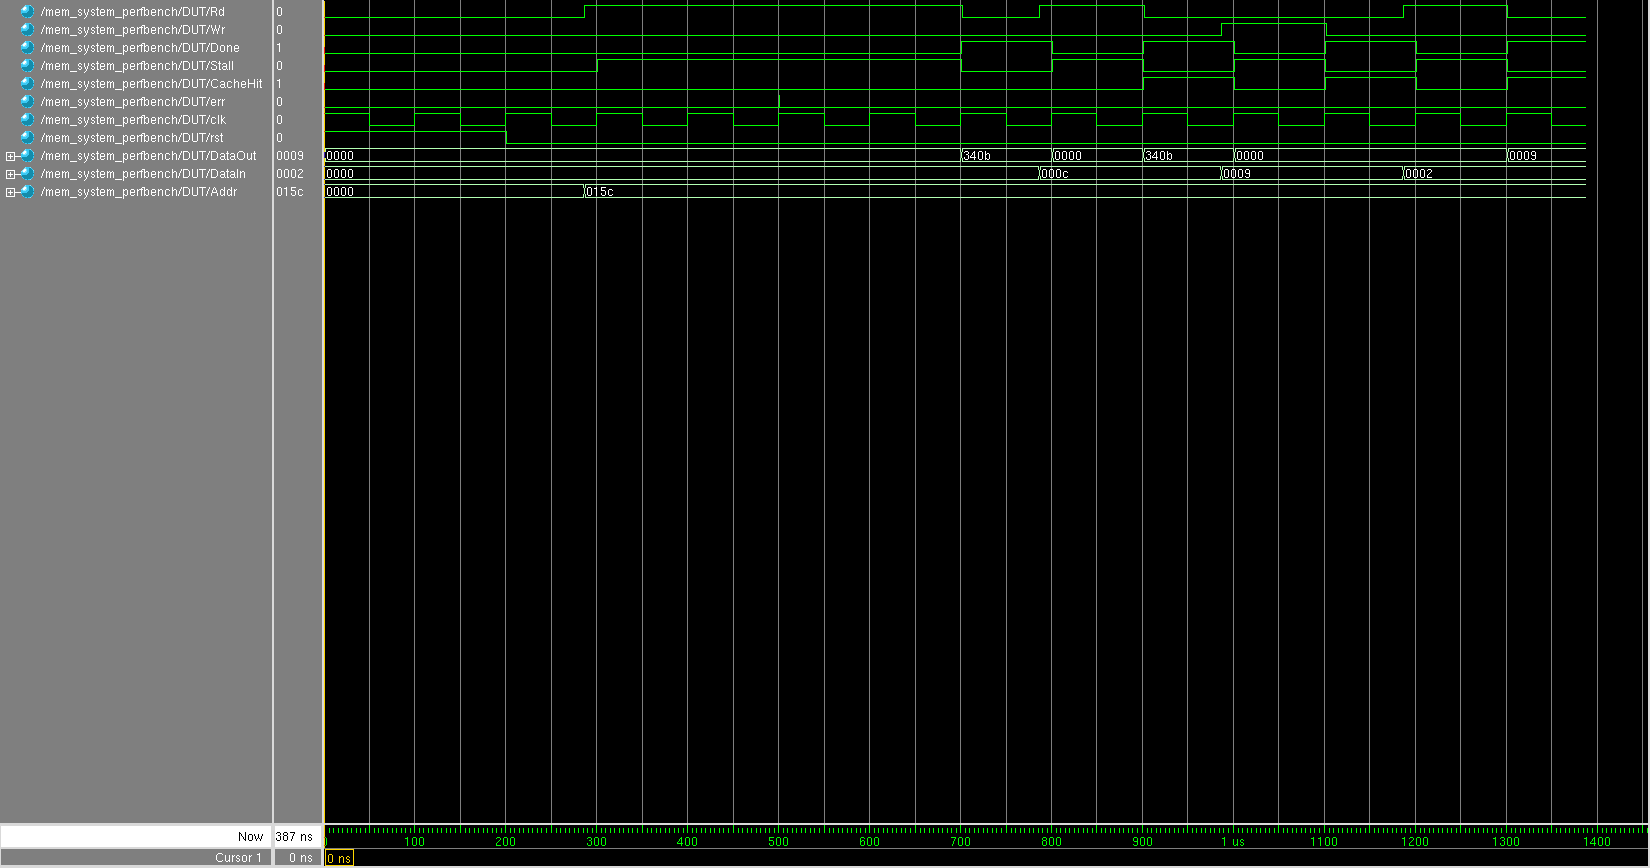 /mem_system_perfbench/DUT/Rd 0
/mem_system_perfbench/DUT/Wr 0
/mem_system_perfbench/DUT/Done 1
/mem_system_perfbench/DUT/Stall 0
/mem_system_perfbench/DUT/CacheHit 1
/mem_system_perfbench/DUT/err 0
/mem_system_perfbench/DUT/clk 0
/mem_system_perfbench/DUT/rst 0
/mem_system_perfbench/DUT/DataOut 0009 0000 340b 0000 340b 0000 0009
/mem_system_perfbench/DUT/DataIn 0002 0000 000c 0009 0002
/mem_system_perfbench/DUT/Addr 015c 0000 015c
Now 387 ns 100 200 300 400 500 600 700 800 900 1 us 1100 1200 1300 1400
Cursor 1 0 ns 0 ns